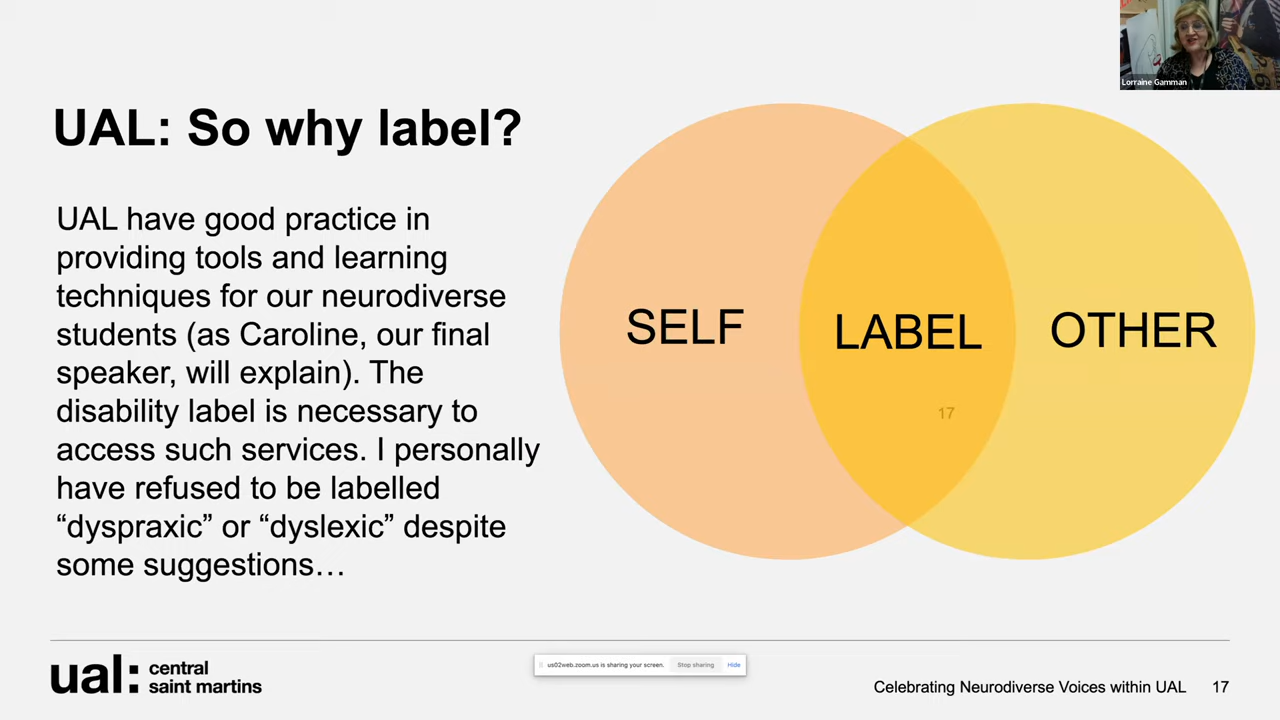 Lorraine Gamman
UAL: So why label?
UAL have good practice in
providing tools and learning
techniques for our neurodiverse
students (as Caroline, our final
speaker, will explain). The
disability label is necessary to
access such services. I personally
have refused to be labelled
“dyspraxic” or “dyslexic” despite
some suggestions…
SELF
LABEL
OTHER
17
us02web.zoom.us is sharing your screen. Stop sharing Hide
ual: central
saint martins
Celebrating Neurodiverse Voices within UAL 17